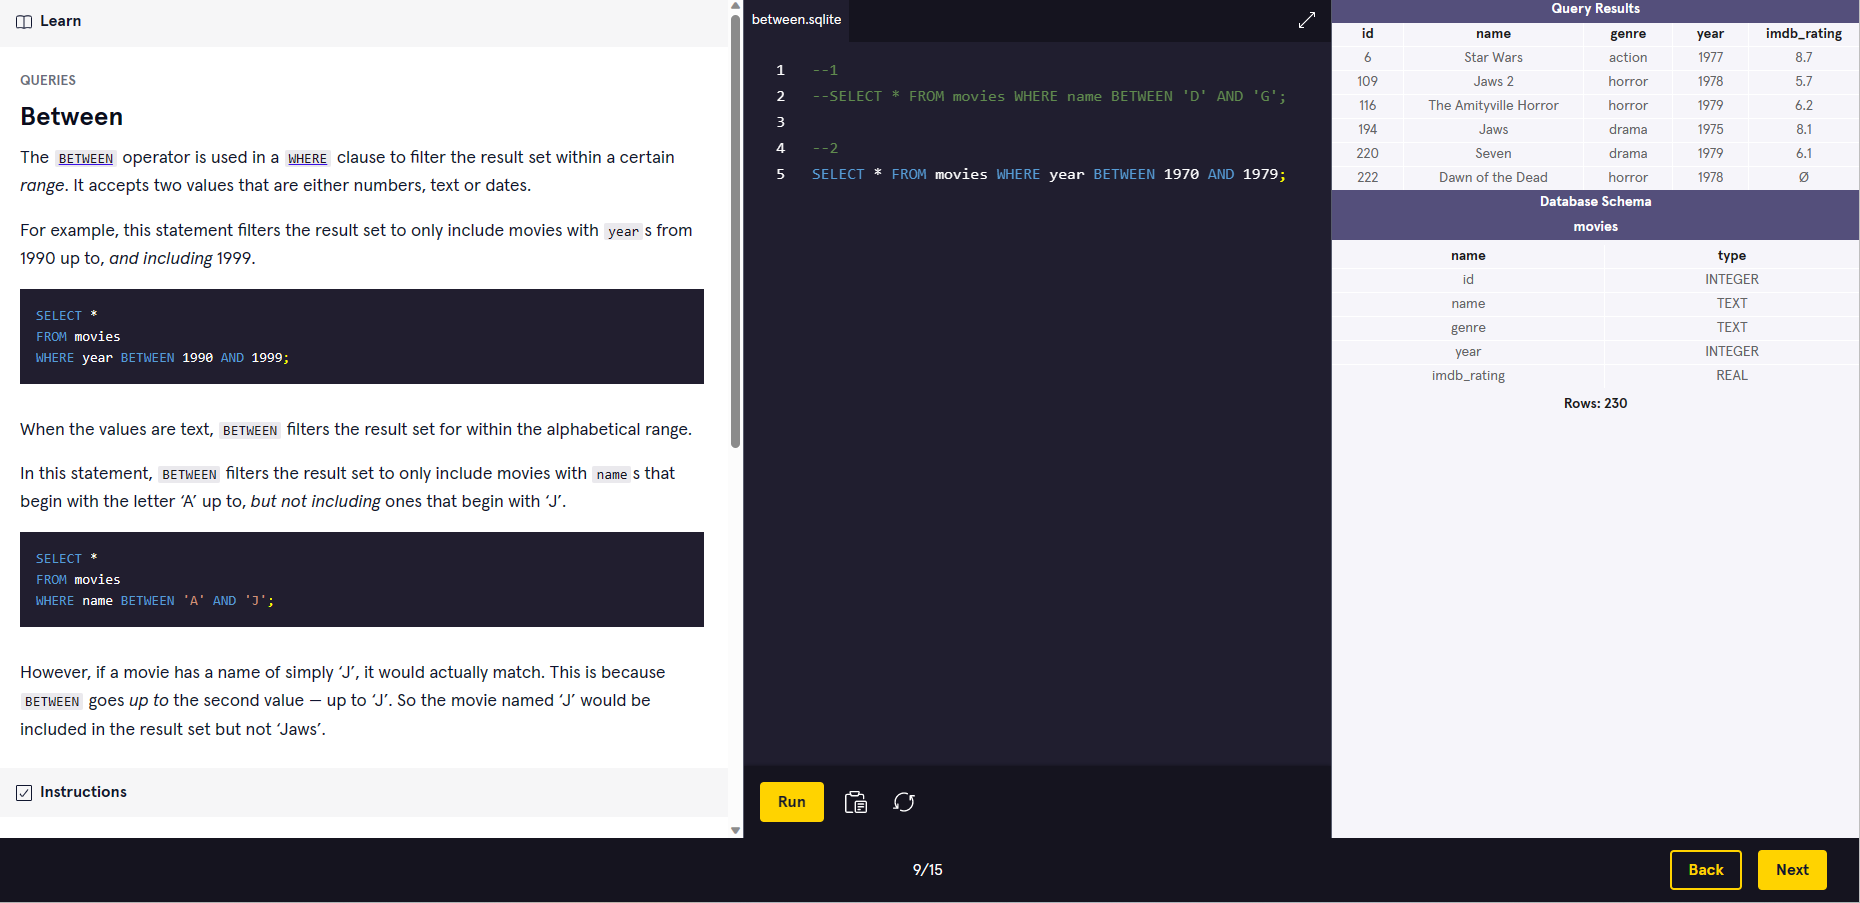 Learn
QUERIES
Between
The BETWEEN operator is used in a WHERE clause to filter the result set within a certain
range. It accepts two values that are either numbers, text or dates.
For example, this statement filters the result set to only include movies with years from
1990 up to, and including 1999.
SELECT *
FROM movies
WHERE year BETWEEN 1990 AND 1999;
When the values are text, BETWEEN filters the result set for within the alphabetical range.
In this statement, BETWEEN filters the result set to only include movies with names that
begin with the letter ‘A’ up to, but not including ones that begin with ‘J’.
SELECT *
FROM movies
WHERE name BETWEEN 'A' AND 'J';
However, if a movie has a name of simply ‘J’, it would actually match. This is because
BETWEEN goes up to the second value — up to ‘J’. So the movie named ‘J’ would be
included in the result set but not ‘Jaws’.
Instructions
between.sqlite
1 --1
2 --SELECT * FROM movies WHERE name BETWEEN 'D' AND 'G';
3
4 --2
5 SELECT * FROM movies WHERE year BETWEEN 1970 AND 1979;
Run
Query Results
id name genre year imdb_rating
6 Star Wars action 1977 8.7
109 Jaws 2 horror 1978 5.7
116 The Amityville Horror horror 1979 6.2
194 Jaws drama 1975 8.1
220 Seven drama 1979 6.1
222 Dawn of the Dead horror 1978 Ø
Database Schema
movies
name type
id INTEGER
name TEXT
genre TEXT
year INTEGER
imdb_rating REAL
Rows: 230
9/15
Back
Next